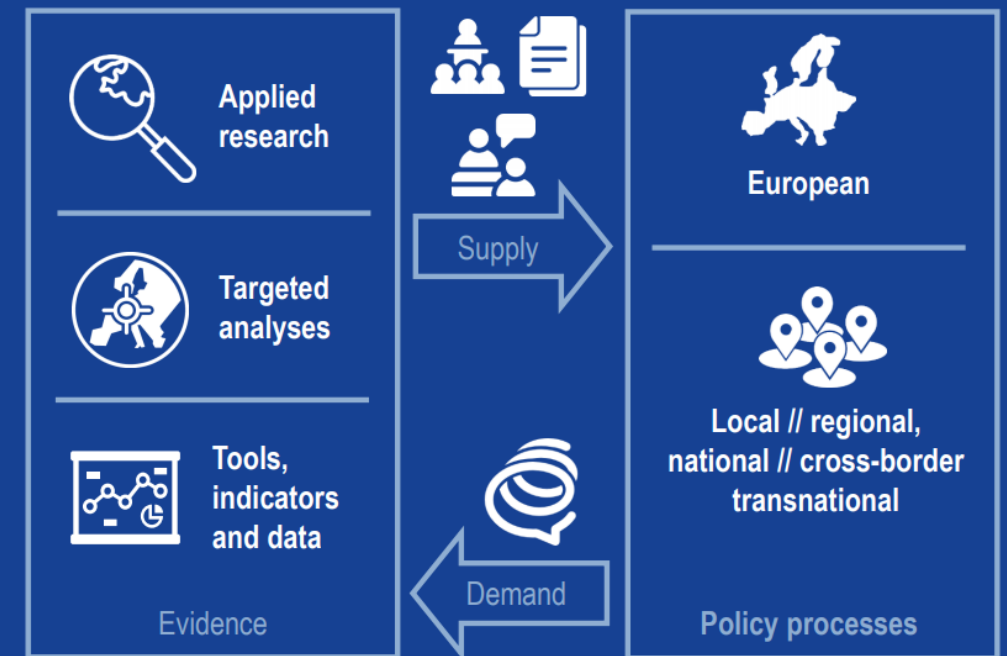 Applied
research
Targeted
analyses
Tools,
indicators
and data
Evidence
Supply
Demand
European
Local // regional,
national // cross-border
transnational
Policy processes